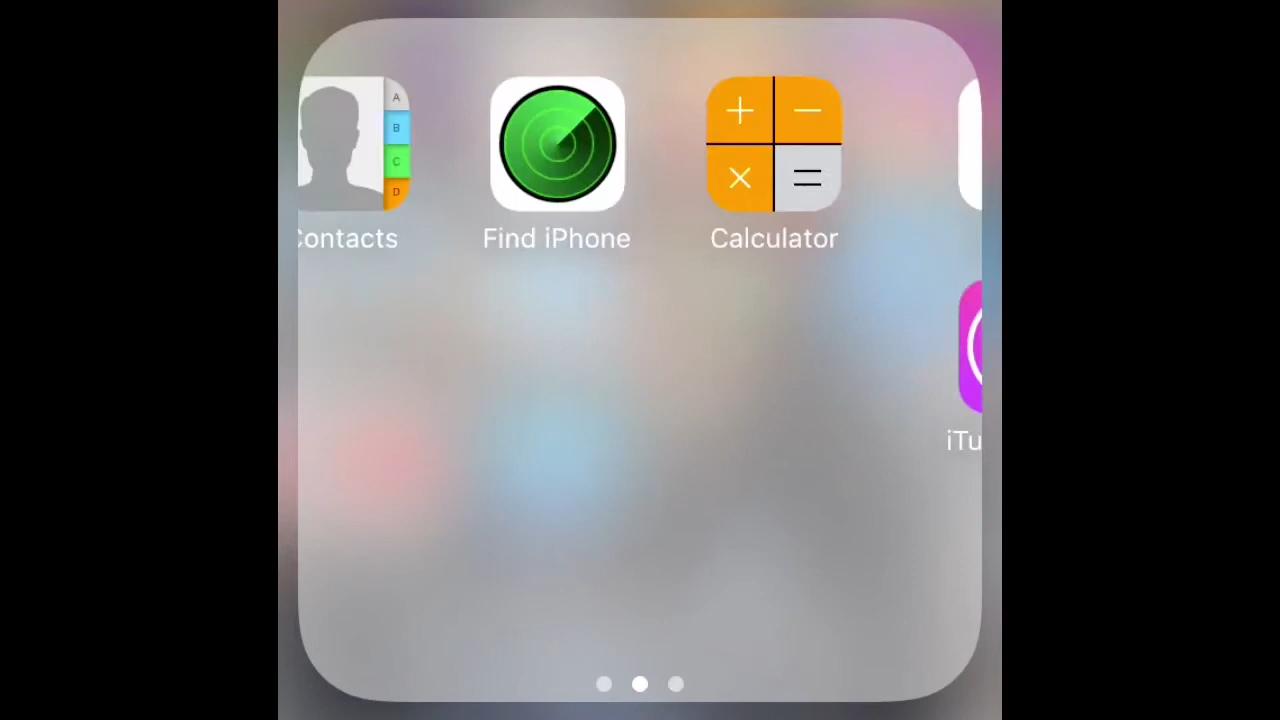 A
B
C
D
+ −
× =
Contacts
Find iPhone
Calculator
iTu